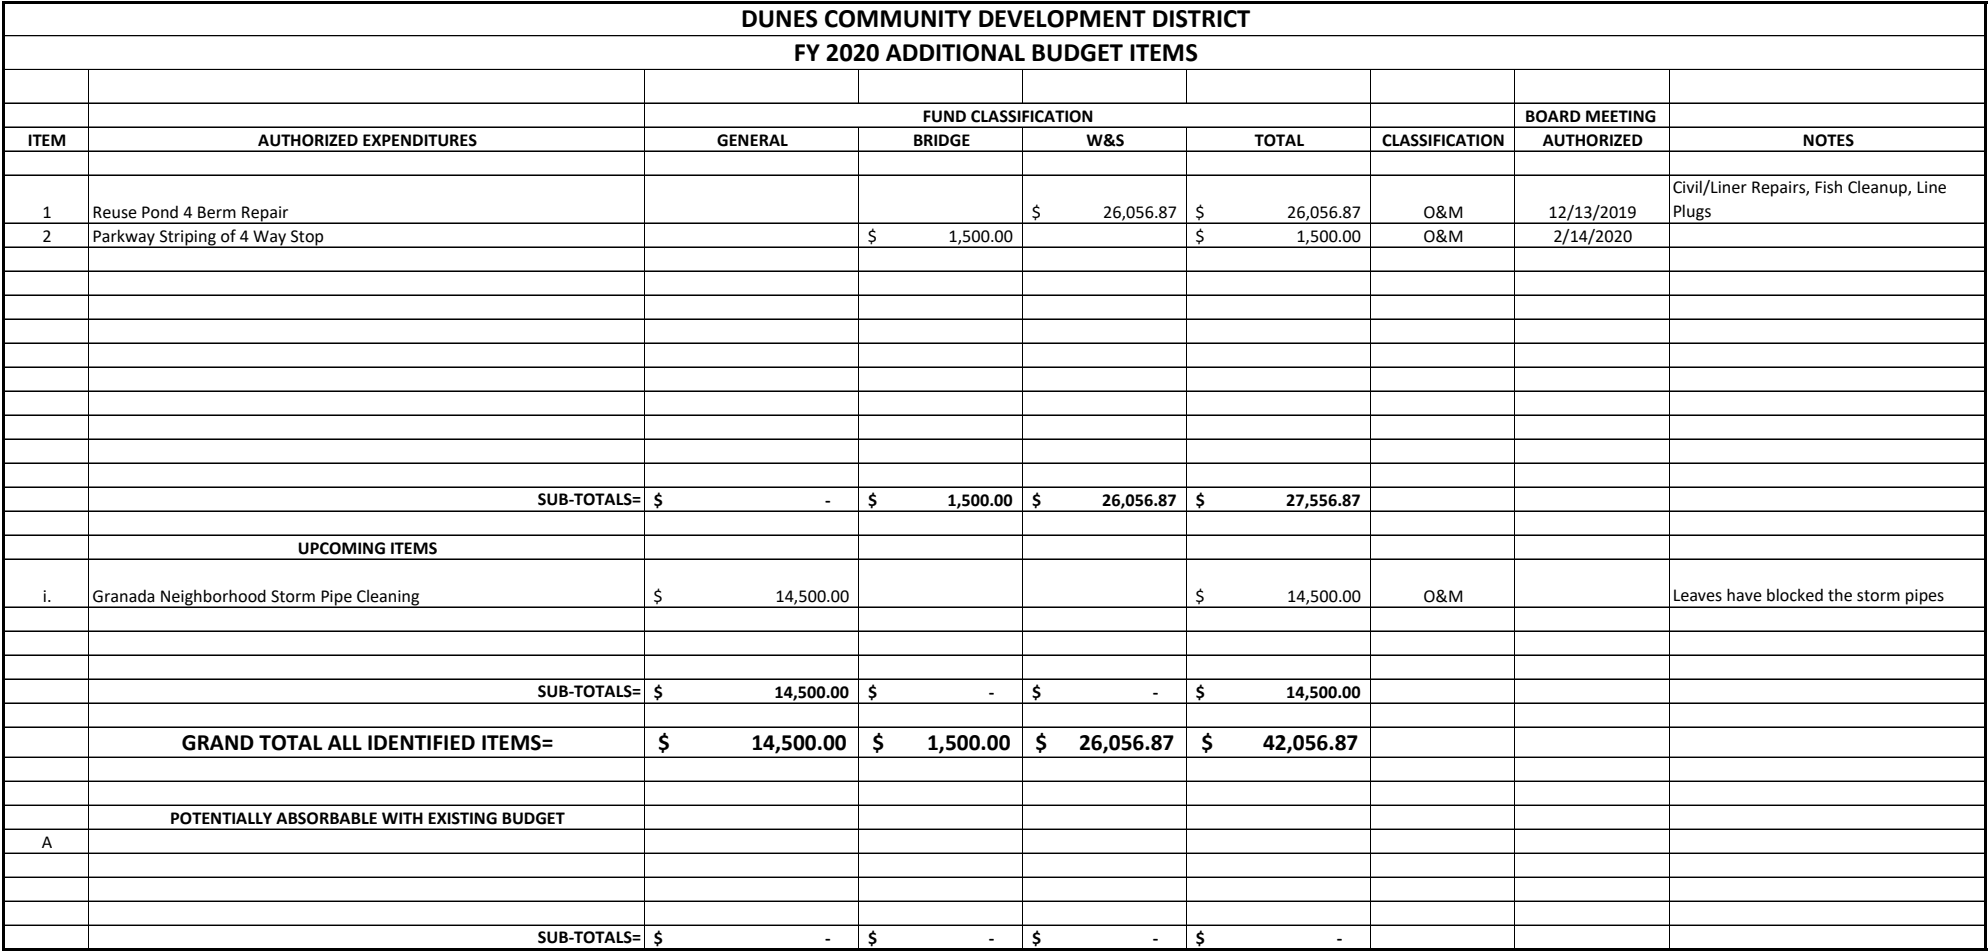 DUNES COMMUNITY DEVELOPMENT DISTRICT
FY 2020 ADDITIONAL BUDGET ITEMS
FUND CLASSIFICATION BOARD MEETING
ITEM AUTHORIZED EXPENDITURES GENERAL BRIDGE W&S TOTAL CLASSIFICATION AUTHORIZED NOTES
Civil/Liner Repairs, Fish Cleanup, Line
1 Reuse Pond 4 Berm Repair $ 26,056.87 $ 26,056.87 O&M 12/13/2019 Plugs
2 Parkway Striping of 4 Way Stop $ 1,500.00 $ 1,500.00 O&M 2/14/2020
SUB-TOTALS= $ - $ 1,500.00 $ 26,056.87 $ 27,556.87
UPCOMING ITEMS
i. Granada Neighborhood Storm Pipe Cleaning $ 14,500.00 $ 14,500.00 O&M Leaves have blocked the storm pipes
SUB-TOTALS= $ 14,500.00 $ - $ - $ 14,500.00
GRAND TOTAL ALL IDENTIFIED ITEMS= $ 14,500.00 $ 1,500.00 $ 26,056.87 $ 42,056.87
POTENTIALLY ABSORBABLE WITH EXISTING BUDGET
A
SUB-TOTALS= $ - $ - $ - $ -